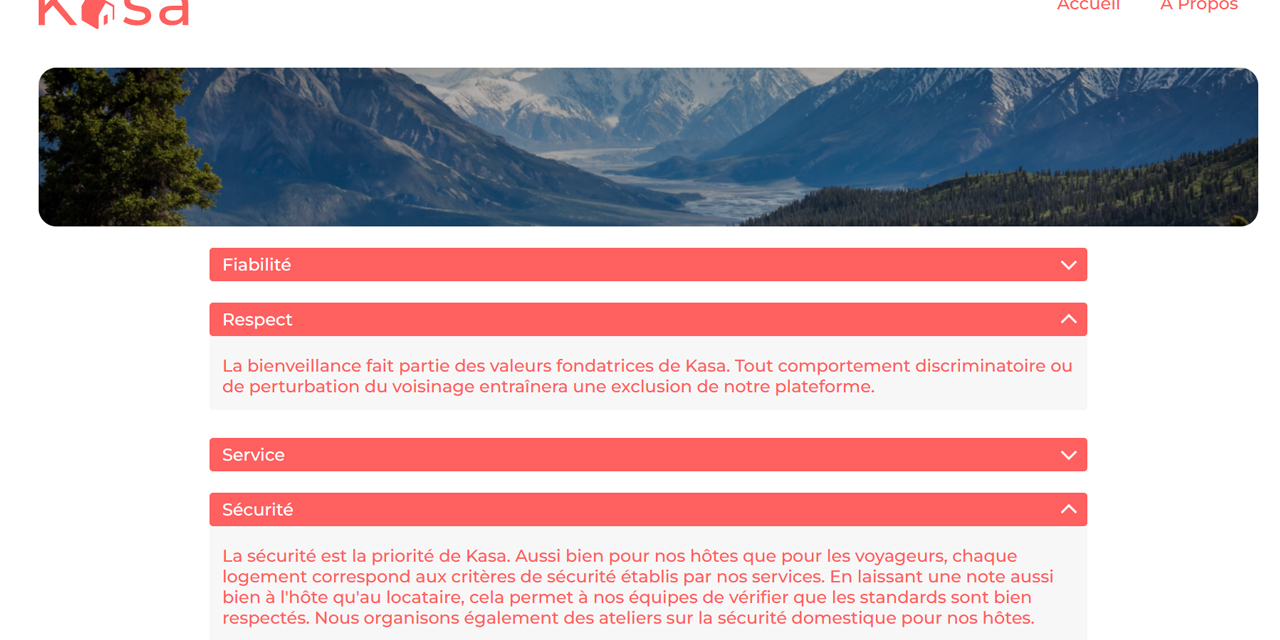 Kasa
Accueil
A Propos
Fiabilité
Respect
La bienveillance fait partie des valeurs fondatrices de Kasa. Tout comportement discriminatoire ou
de perturbation du voisinage entraînera une exclusion de notre plateforme.
Service
Sécurité
La sécurité est la priorité de Kasa. Aussi bien pour nos hôtes que pour les voyageurs, chaque
logement correspond aux critères de sécurité établis par nos services. En laissant une note aussi
bien à l'hôte qu'au locataire, cela permet à nos équipes de vérifier que les standards sont bien
respectés. Nous organisons également des ateliers sur la sécurité domestique pour nos hôtes.